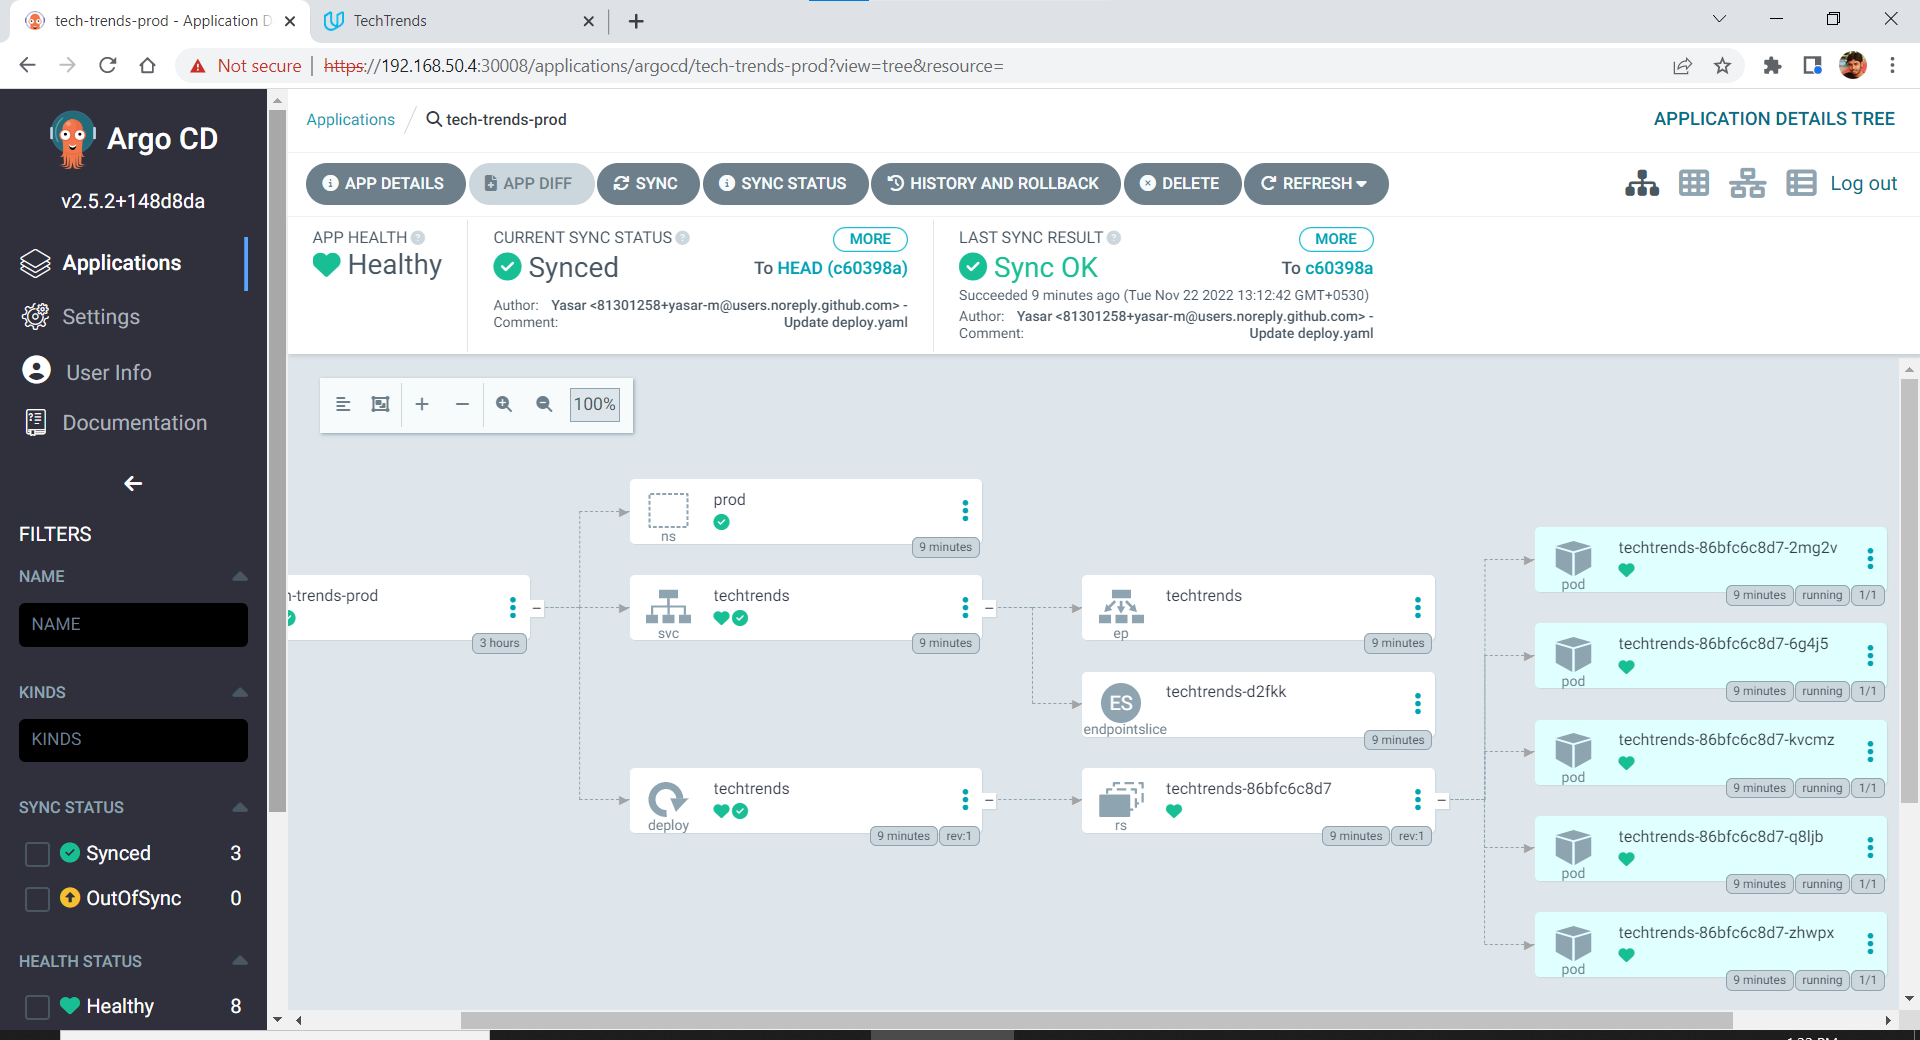 tech-trends-prod - Application D
TechTrends
Not secure
https://192.168.50.4:30008/applications/argocd/tech-trends-prod?view=tree&resource=
Argo CD
v2.5.2+148d8da
Applications
Settings
User Info
Documentation
FILTERS
NAME
NAME
KINDS
KINDS
SYNC STATUS
Synced 3
OutOfSync 0
HEALTH STATUS
Healthy 8
Applications / tech-trends-prod
APPLICATION DETAILS TREE
APP DETAILS
APP DIFF
SYNC
SYNC STATUS
HISTORY AND ROLLBACK
DELETE
REFRESH
Log out
APP HEALTH
Healthy
CURRENT SYNC STATUS
MORE
Synced
To HEAD (c60398a)
Author: Yasar <81301258+yasar-m@users.noreply.github.com> -
Comment: Update deploy.yaml
LAST SYNC RESULT
MORE
Sync OK
To c60398a
Succeeded 9 minutes ago (Tue Nov 22 2022 13:12:42 GMT+0530)
Author: Yasar <81301258+yasar-m@users.noreply.github.com> -
Comment: Update deploy.yaml
100%
-trends-prod
3 hours
prod
ns
9 minutes
techtrends
svc
9 minutes
techtrends
deploy
9 minutes rev:1
techtrends
ep
9 minutes
ES
techtrends-d2fkk
endpointslice
9 minutes
techtrends-86bfc6c8d7
rs
9 minutes rev:1
techtrends-86bfc6c8d7-2mg2v
pod
9 minutes running 1/1
techtrends-86bfc6c8d7-6g4j5
pod
9 minutes running 1/1
techtrends-86bfc6c8d7-kvcmz
pod
9 minutes running 1/1
techtrends-86bfc6c8d7-q8ljb
pod
9 minutes running 1/1
techtrends-86bfc6c8d7-zhwpx
pod
9 minutes running 1/1